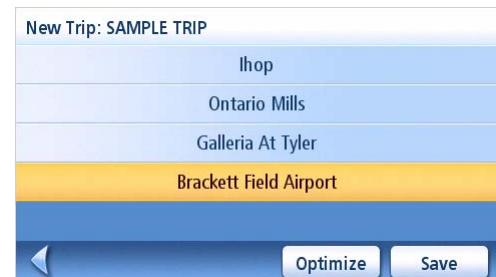 New Trip: SAMPLE TRIP
Ihop
Ontario Mills
Galleria At Tyler
Brackett Field Airport
Optimize Save